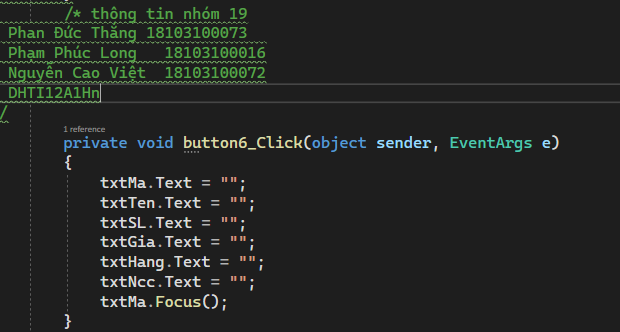 /* thông tin nhóm 19
Phan Đức Thắng 18103100073
Phạm Phúc Long 18103100016
Nguyễn Cao Việt 18103100072
DHTI12A1Hn
/
1 reference
private void button6_Click(object sender, EventArgs e)
{
txtMa.Text = "";
txtTen.Text = "";
txtSL.Text = "";
txtGia.Text = "";
txtHang.Text = "";
txtNcc.Text = "";
txtMa.Focus();
}